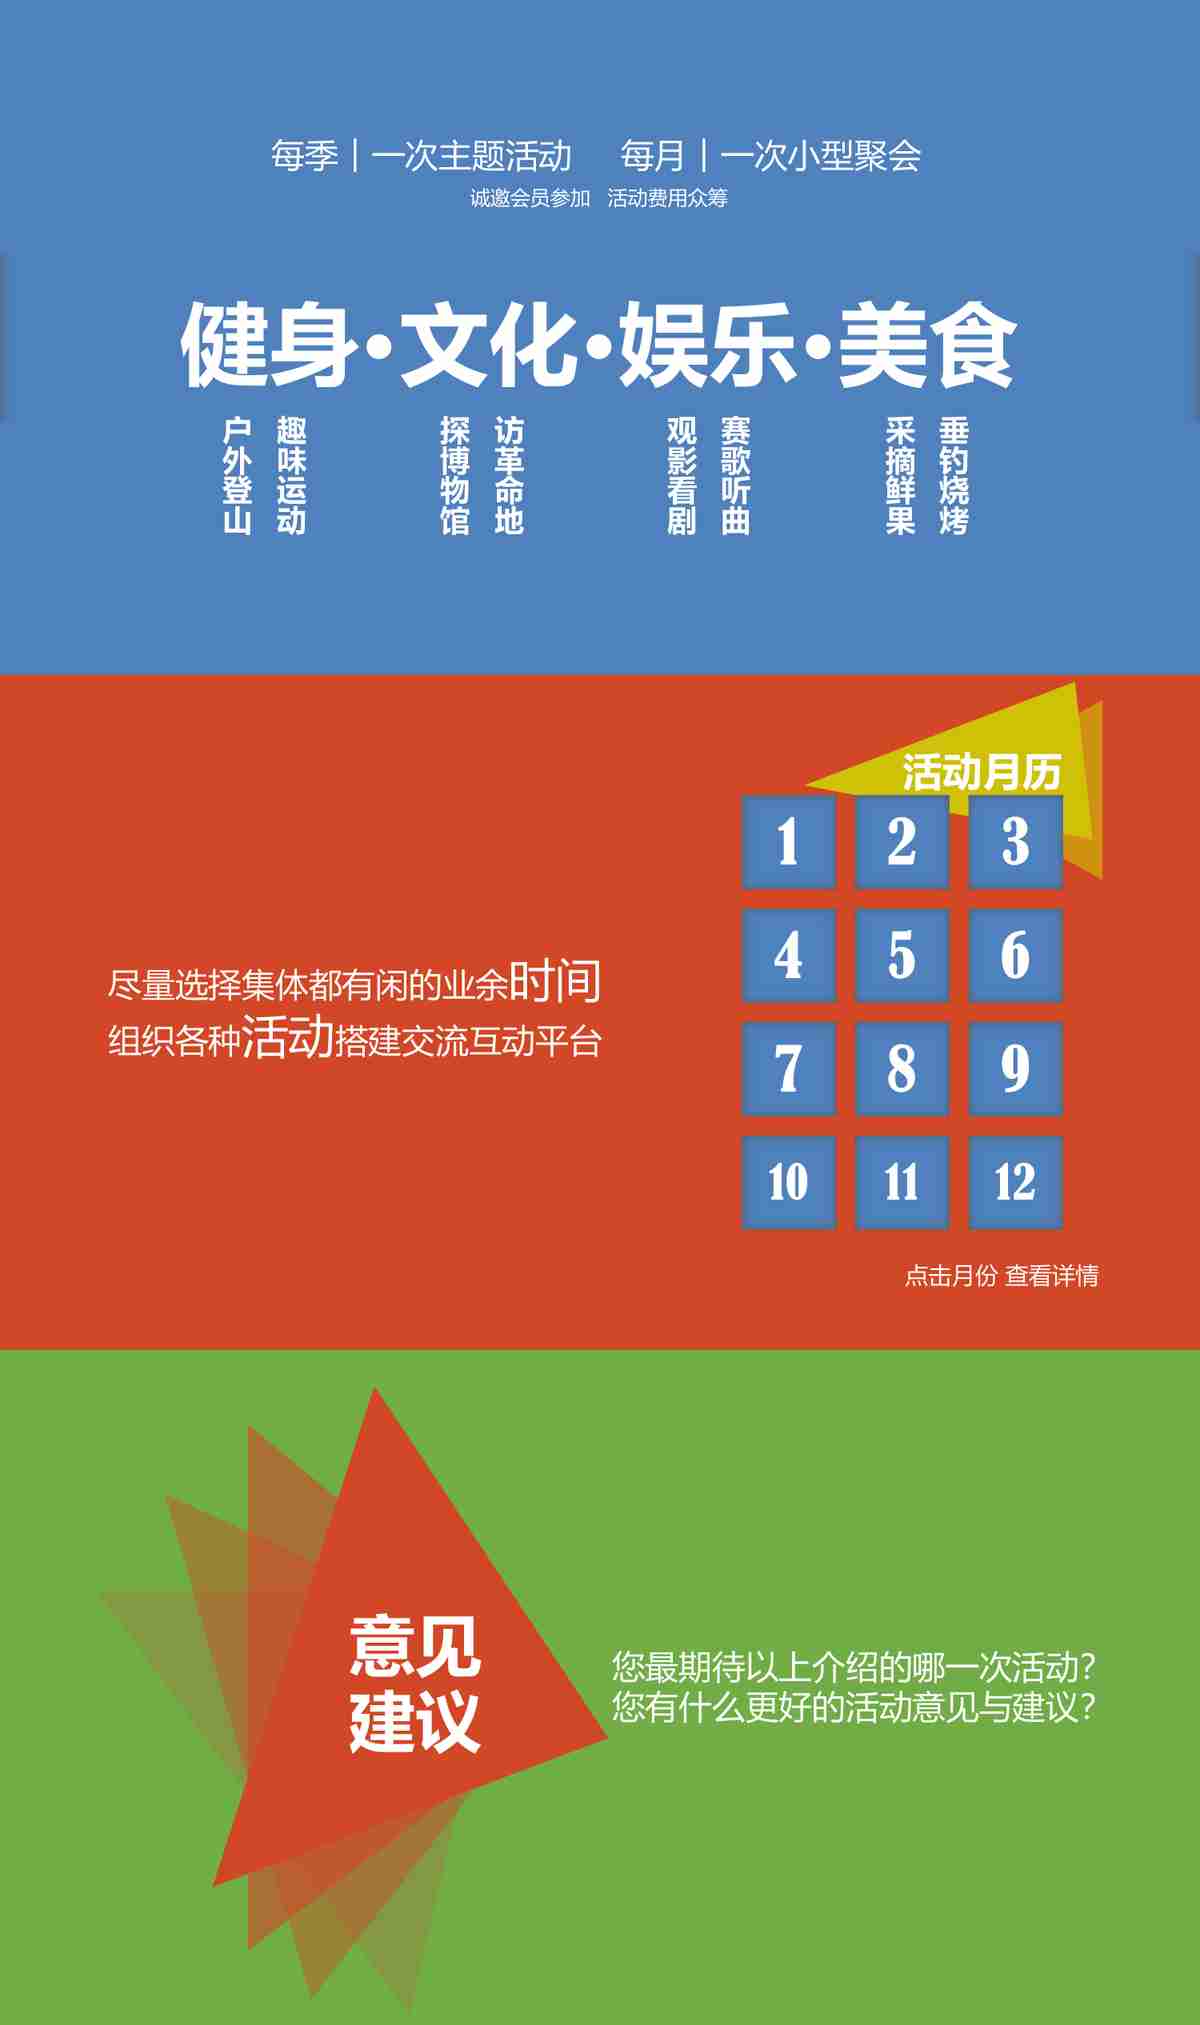 每季|一次主题活动 每月|一次小型聚会
诚邀会员参加 活动费用众筹
健身·文化·娱乐·美食
户外登山
趣味运动
探博物馆
访革命地
观影看剧
赛歌听曲
采摘鲜果
垂钓烧烤
活动月历
1 2 3
4 5 6
7 8 9
10 11 12
尽量选择集体都有闲的业余时间
组织各种活动搭建交流互动平台
点击月份 查看详情
意见
建议
您最期待以上介绍的哪一次活动?
您有什么更好的活动意见与建议?